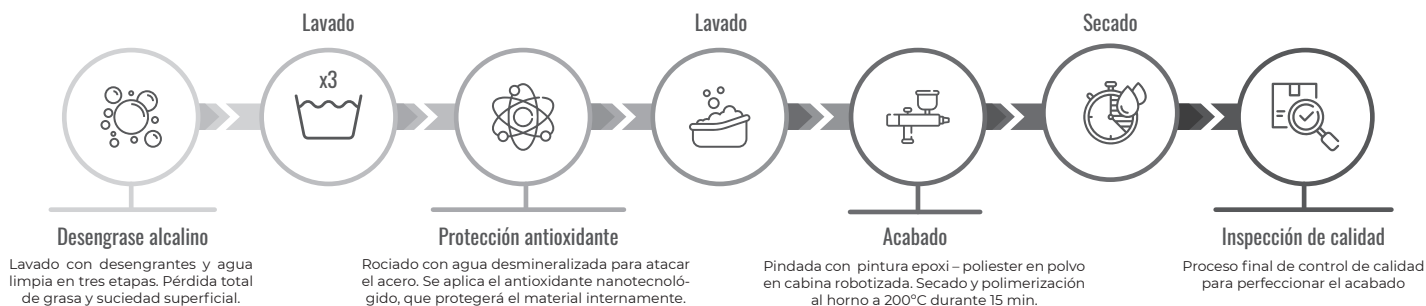 Lavado
Lavado
Secado
x3
Desengrase alcalino
Lavado con desengrantes y agua
limpia en tres etapas. Pérdida total
de grasa y suciedad superficial.
Protección antioxidante
Rociado con agua desmineralizada para atacar
el acero. Se aplica el antioxidante nanotecnoló-
gido, que protegerá el material internamente.
Acabado
Pindada con pintura epoxi – poliester en polvo
en cabina robotizada. Secado y polimerización
al horno a 200ºC durante 15 min.
Inspección de calidad
Proceso final de control de calidad
para perfeccionar el acabado